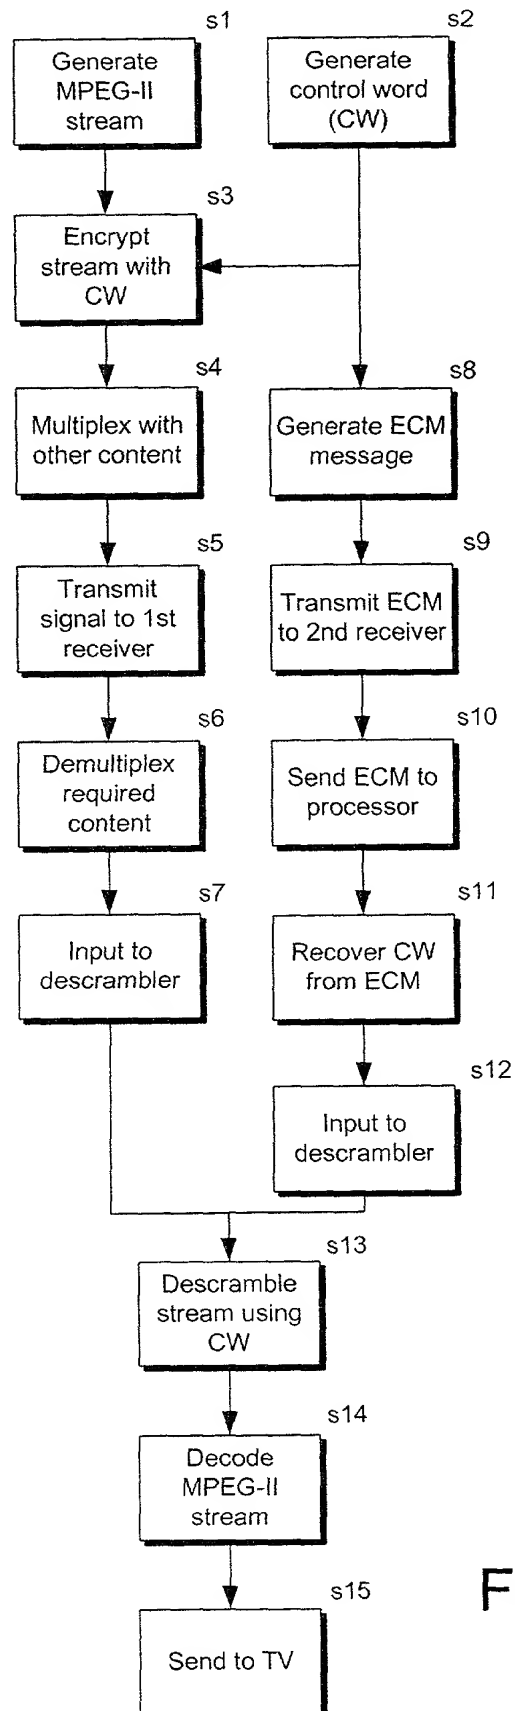 s1
Generate
MPEG-II
stream
s2
Generate
control word
(CW)
s3
Encrypt
stream with
CW
s4
Multiplex with
other content
s8
Generate ECM
message
s5
Transmit
signal to 1st
receiver
s9
Transmit ECM
to 2nd receiver
s6
Demultiplex
required
content
s10
Send ECM to
processor
s7
Input to
descrambler
s11
Recover CW
from ECM
s12
Input to
descrambler
s13
Descramble
stream using
CW
s14
Decode
MPEG-II
stream
s15
Send to TV
F